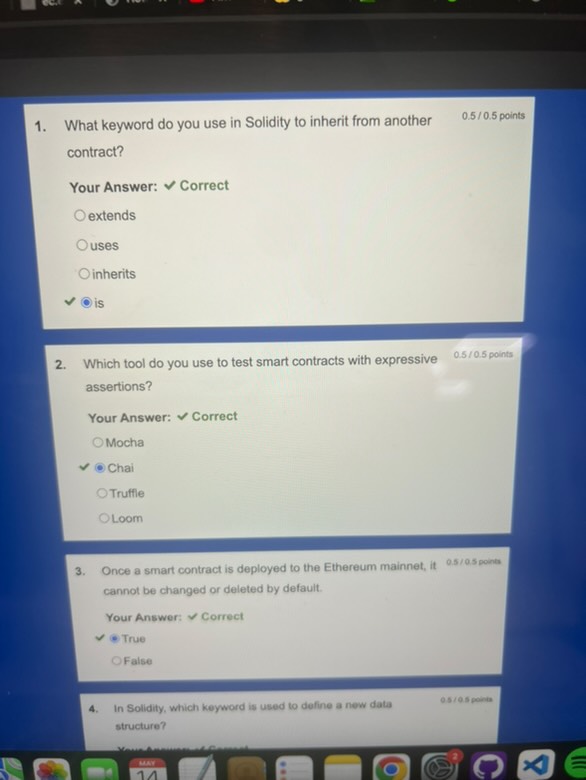 1. What keyword do you use in Solidity to inherit from another
0.5 / 0.5 points
contract?
Your Answer: ✔ Correct
extends
uses
inherits
✔ is
2. Which tool do you use to test smart contracts with expressive
0.5 / 0.5 points
assertions?
Your Answer: ✔ Correct
Mocha
✔ Chai
Truffle
Loom
3. Once a smart contract is deployed to the Ethereum mainnet, it
0.5 / 0.5 points
cannot be changed or deleted by default.
Your Answer: ✔ Correct
✔ True
False
4. In Solidity, which keyword is used to define a new data
0.5 / 0.5 points
structure?
Your Answer: ✔ Correct
MAY
14
2